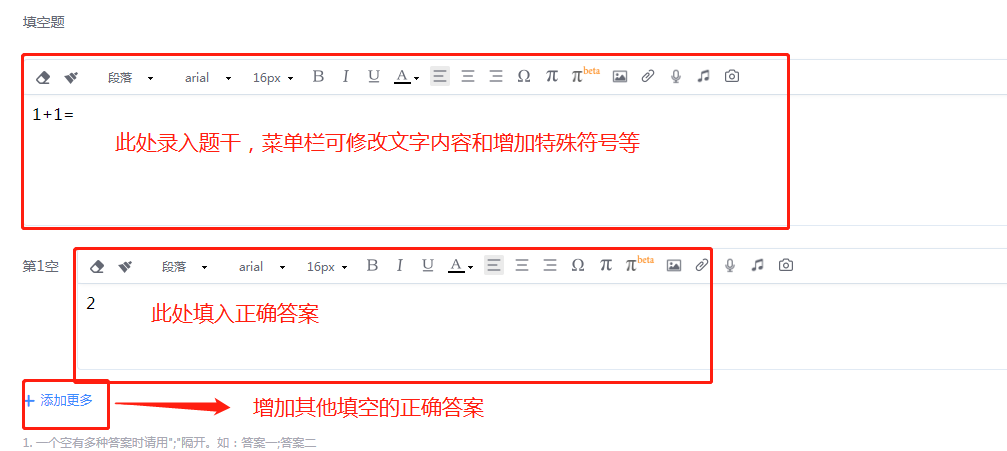 填空题
段落 arial 16px B I U A Ω π πbeta
1+1=
此处录入题干，菜单栏可修改文字内容和增加特殊符号等
第1空 段落 arial 16px B I U A Ω π πbeta
2
此处填入正确答案
+ 添加更多
增加其他填空的正确答案
1. 一个空有多种答案时请用";"隔开。如：答案一;答案二